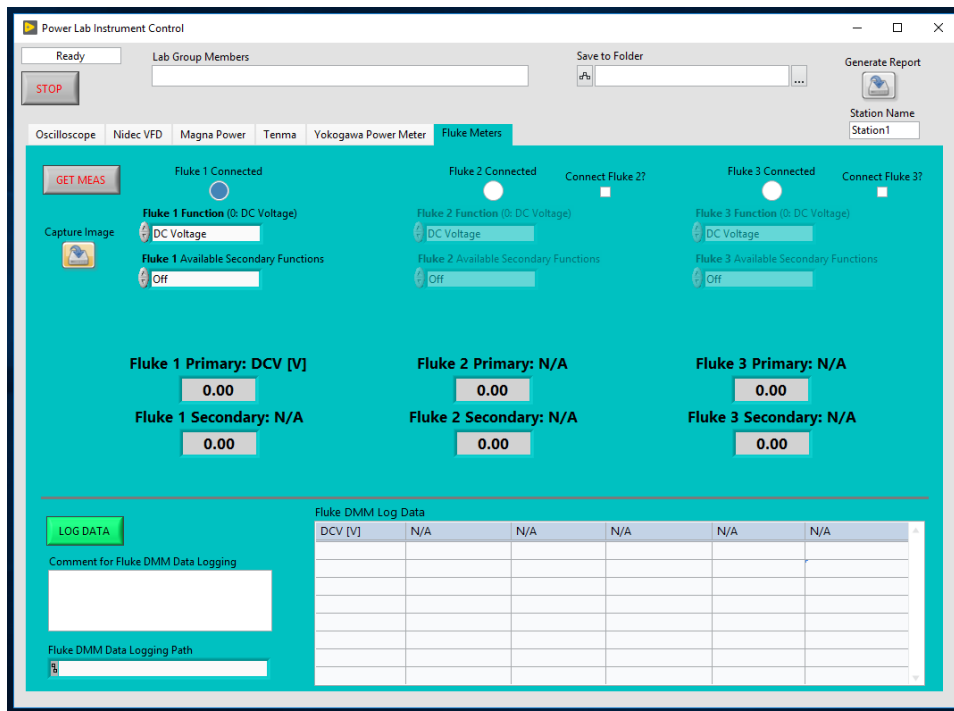 Power Lab Instrument Control
Ready
Lab Group Members
Save to Folder
Generate Report
STOP
...
Station Name
Station1
Oscilloscope Nidec VFD Magna Power Tenma Yokogawa Power Meter Fluke Meters
GET MEAS
Fluke 1 Connected
Fluke 2 Connected
Connect Fluke 2?
Fluke 3 Connected
Connect Fluke 3?
Capture Image
Fluke 1 Function (0: DC Voltage)
DC Voltage
Fluke 1 Available Secondary Functions
Off
Fluke 2 Function (0: DC Voltage)
DC Voltage
Fluke 2 Available Secondary Functions
Off
Fluke 3 Function (0: DC Voltage)
DC Voltage
Fluke 3 Available Secondary Functions
Off
Fluke 1 Primary: DCV [V]
0.00
Fluke 1 Secondary: N/A
0.00
Fluke 2 Primary: N/A
0.00
Fluke 2 Secondary: N/A
0.00
Fluke 3 Primary: N/A
0.00
Fluke 3 Secondary: N/A
0.00
LOG DATA
Comment for Fluke DMM Data Logging
Fluke DMM Data Logging Path
Fluke DMM Log Data
DCV [V] N/A N/A N/A N/A N/A